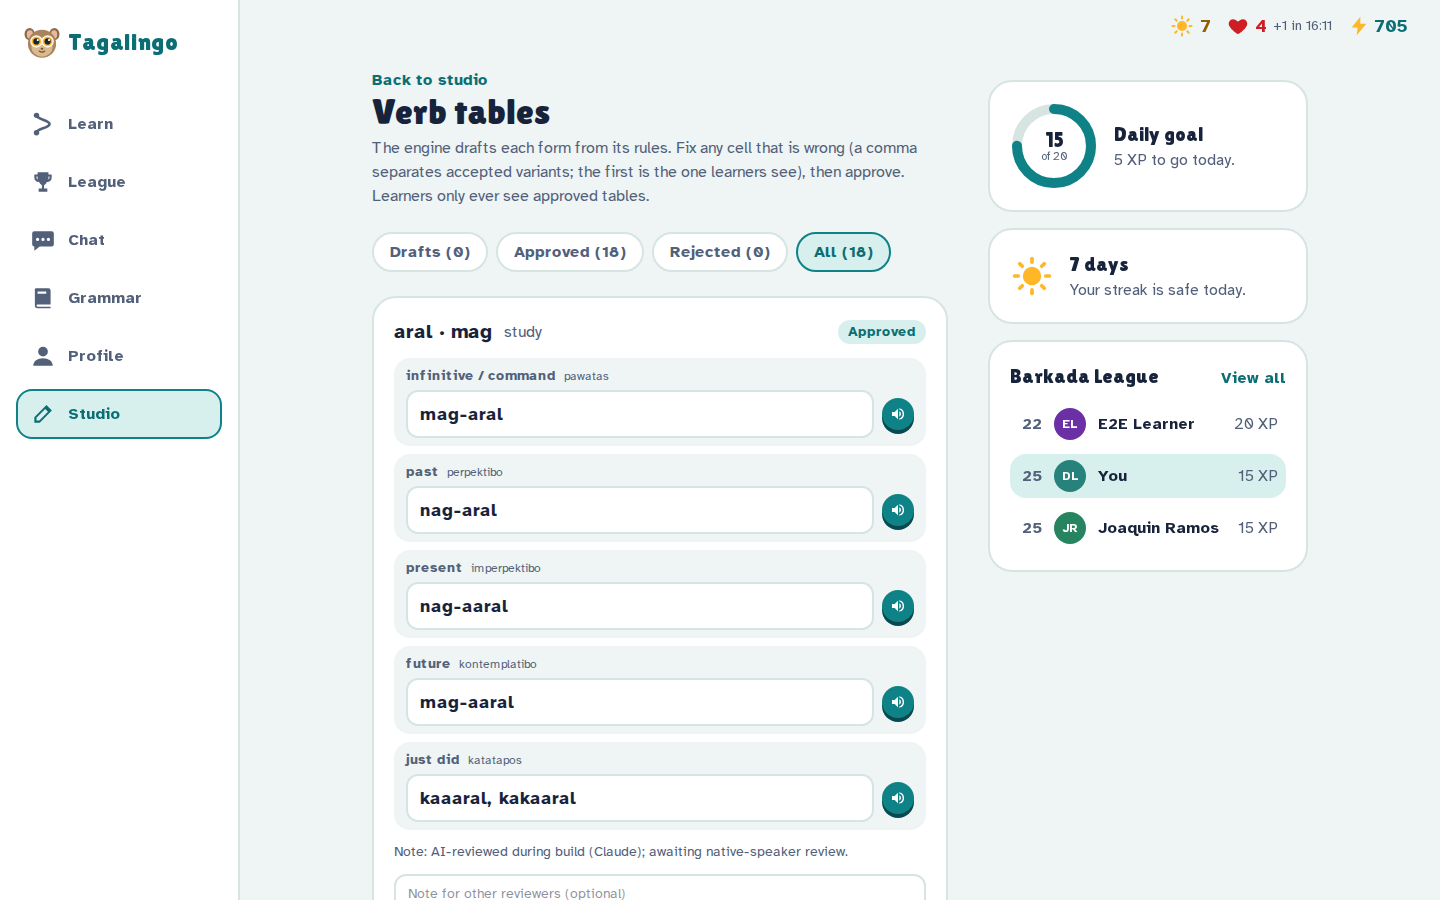 Tagalingo
Learn
League
Chat
Grammar
Profile
Studio
7
4 +1 in 16:11
705
Back to studio
Verb tables
The engine drafts each form from its rules. Fix any cell that is wrong (a comma
separates accepted variants; the first is the one learners see), then approve.
Learners only ever see approved tables.
Drafts (0)
Approved (18)
Rejected (0)
All (18)
aral · mag study
Approved
infinitive / command pawatas
mag-aral
past perpektibo
nag-aral
present imperpektibo
nag-aaral
future kontemplatibo
mag-aaral
just did katatapos
kaaaral, kakaaral
Note: AI-reviewed during build (Claude); awaiting native-speaker review.
Note for other reviewers (optional)
15
of 20
Daily goal
5 XP to go today.
7 days
Your streak is safe today.
Barkada League
View all
22 EL E2E Learner 20 XP
25 DL You 15 XP
25 JR Joaquin Ramos 15 XP